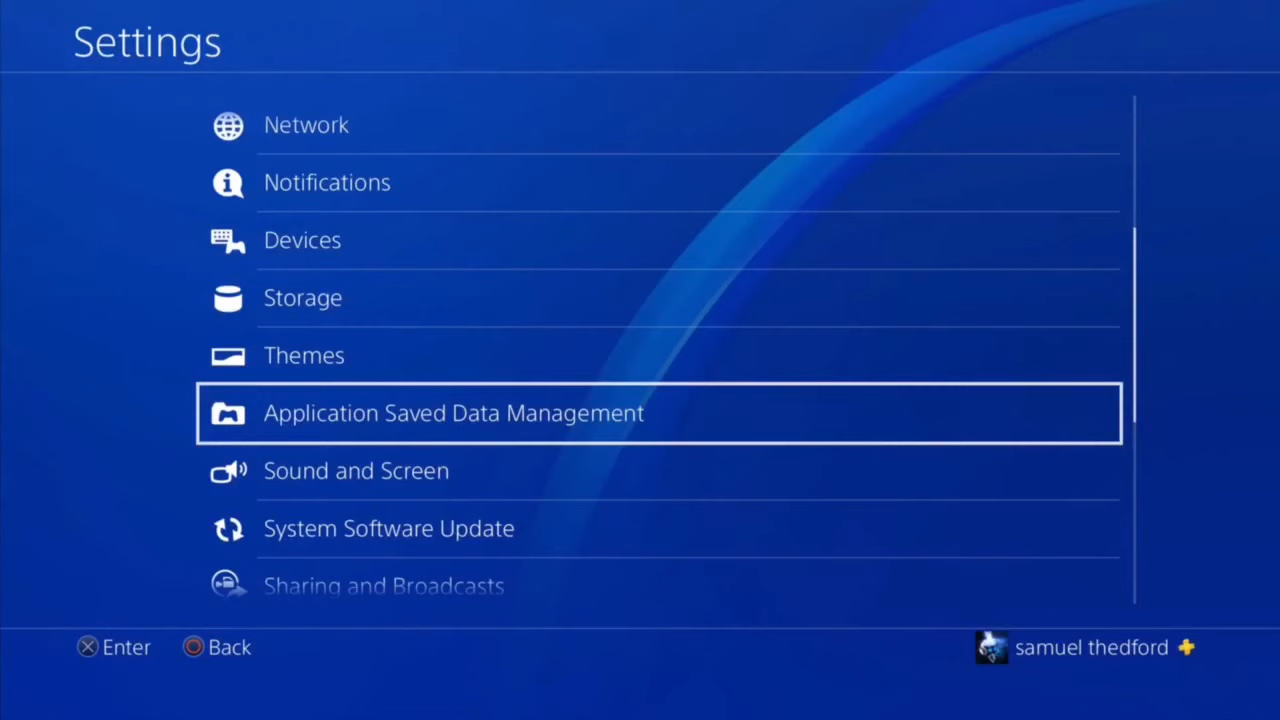 Settings
Network
Notifications
Devices
Storage
Themes
Application Saved Data Management
Sound and Screen
System Software Update
Sharing and Broadcasts
Enter
Back
samuel thedford